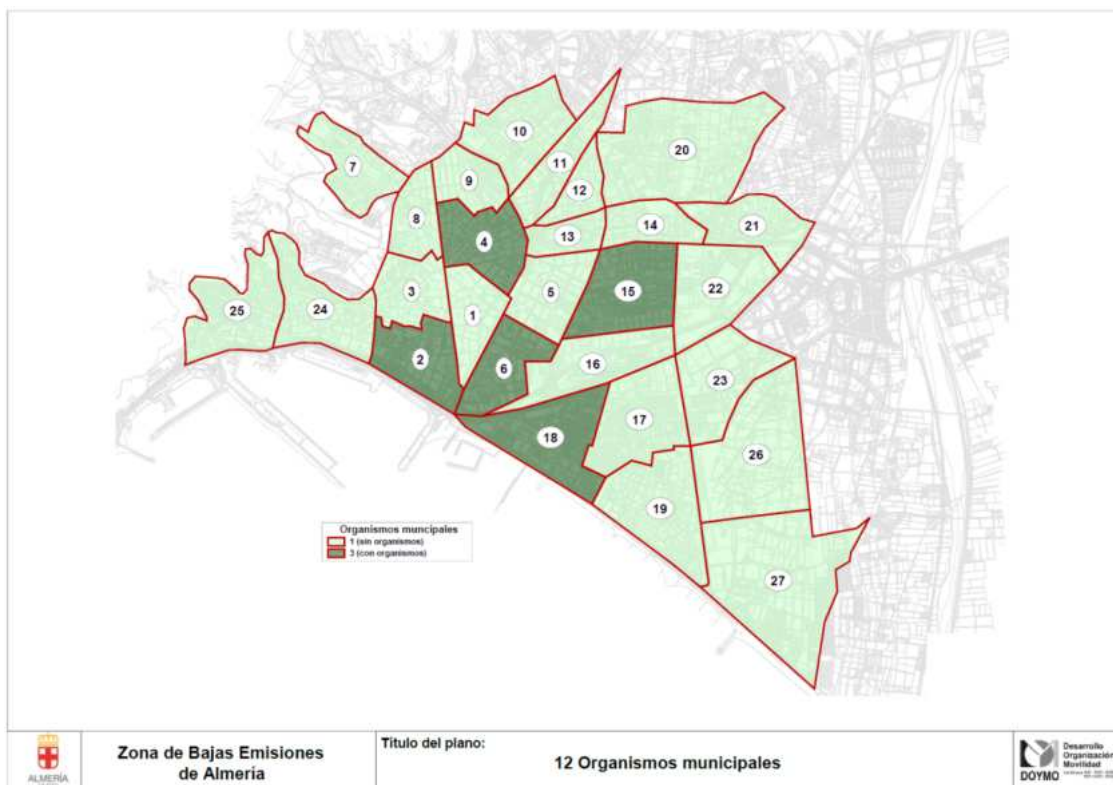 10
20
11
7
9
12
8
14
21
4
13
5
3
15
22
25
24
1
2
6
16
23
17
18
26
19
27
Organismos muncipales
1 (sin organismos)
3 (con organismos)
ALMERÍA
Zona de Bajas Emisiones
de Almería
Título del plano:
12 Organismos municipales
DOYMO
Desarrollo
Organización
Movilidad